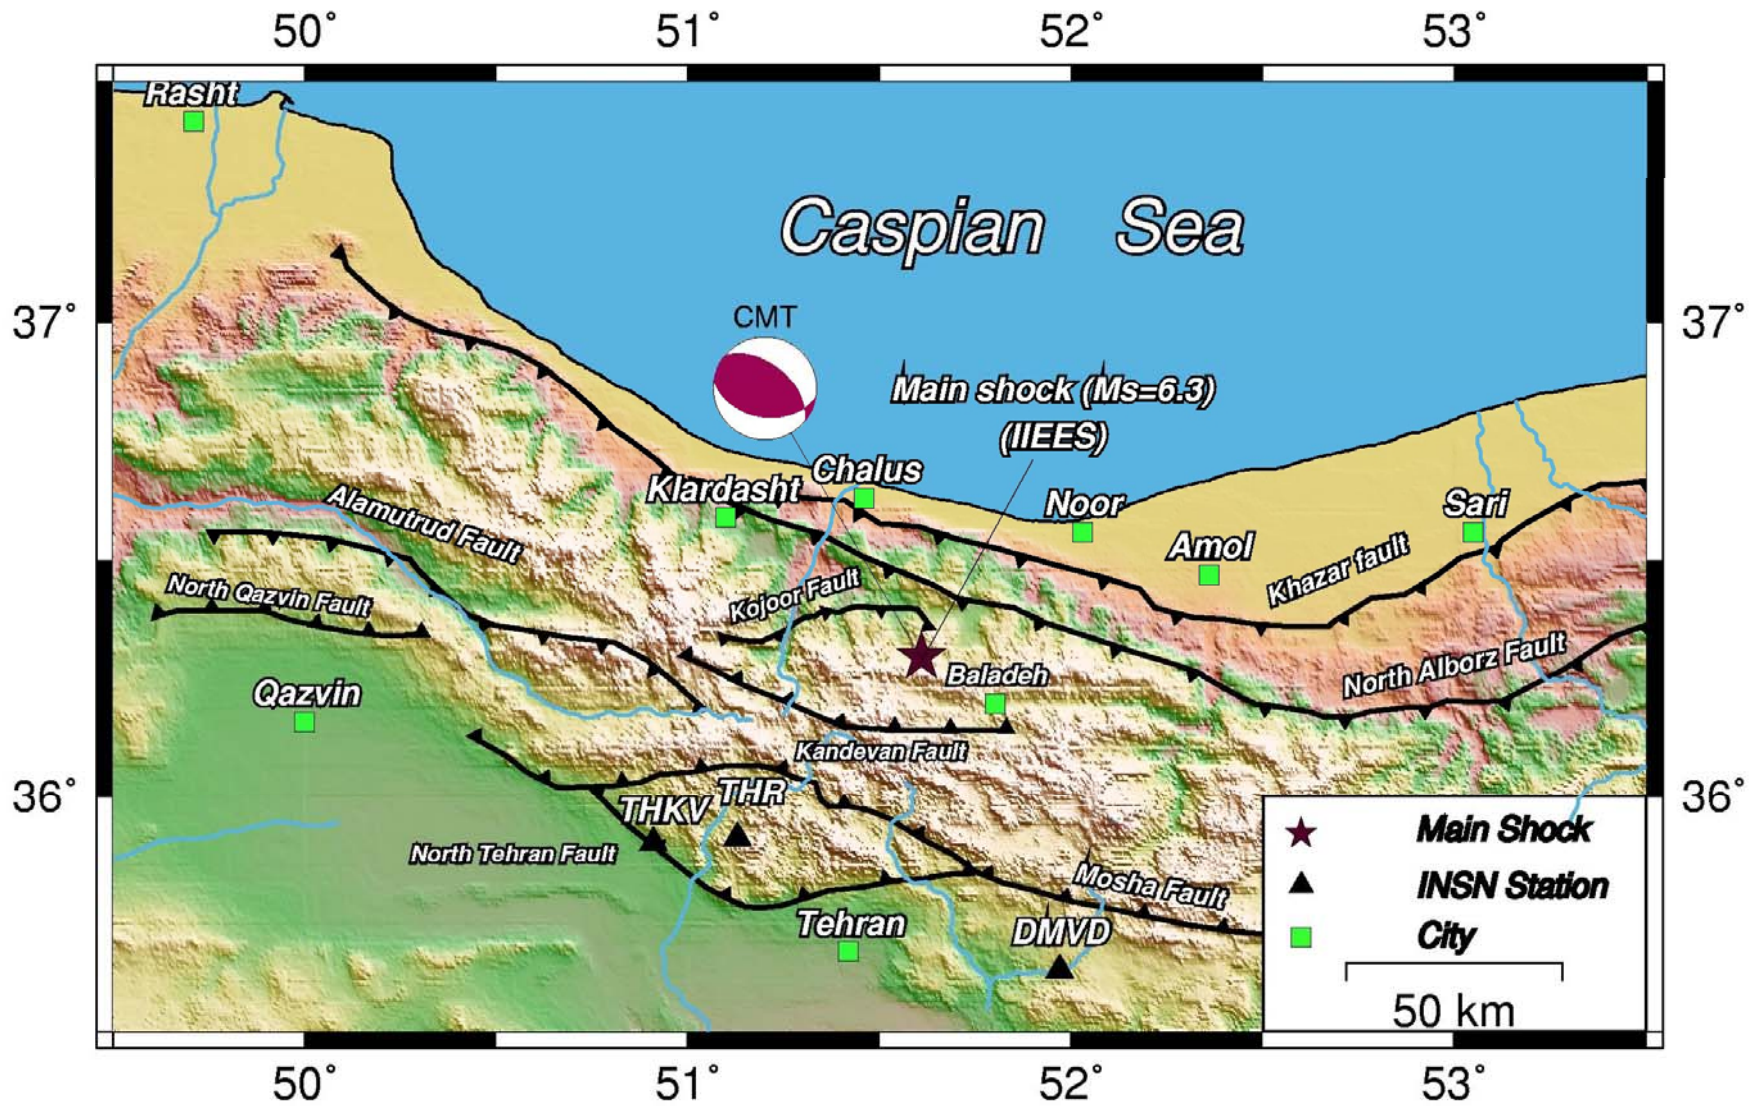 50° 51° 52° 53°
Rasht
Caspian Sea
37° 37°
CMT
Main shock (Ms=6.3)
(IIEES)
Chalus
Klardasht
Noor
Sari
Alamutrud Fault
Amol
Khazar fault
North Qazvin Fault
Kojoor Fault
North Alborz Fault
Baladeh
Qazvin
Kandevan Fault
36° 36°
THKV THR
North Tehran Fault
Mosha Fault
Tehran
DMVD
Main Shock
INSN Station
City
50 km
50° 51° 52° 53°